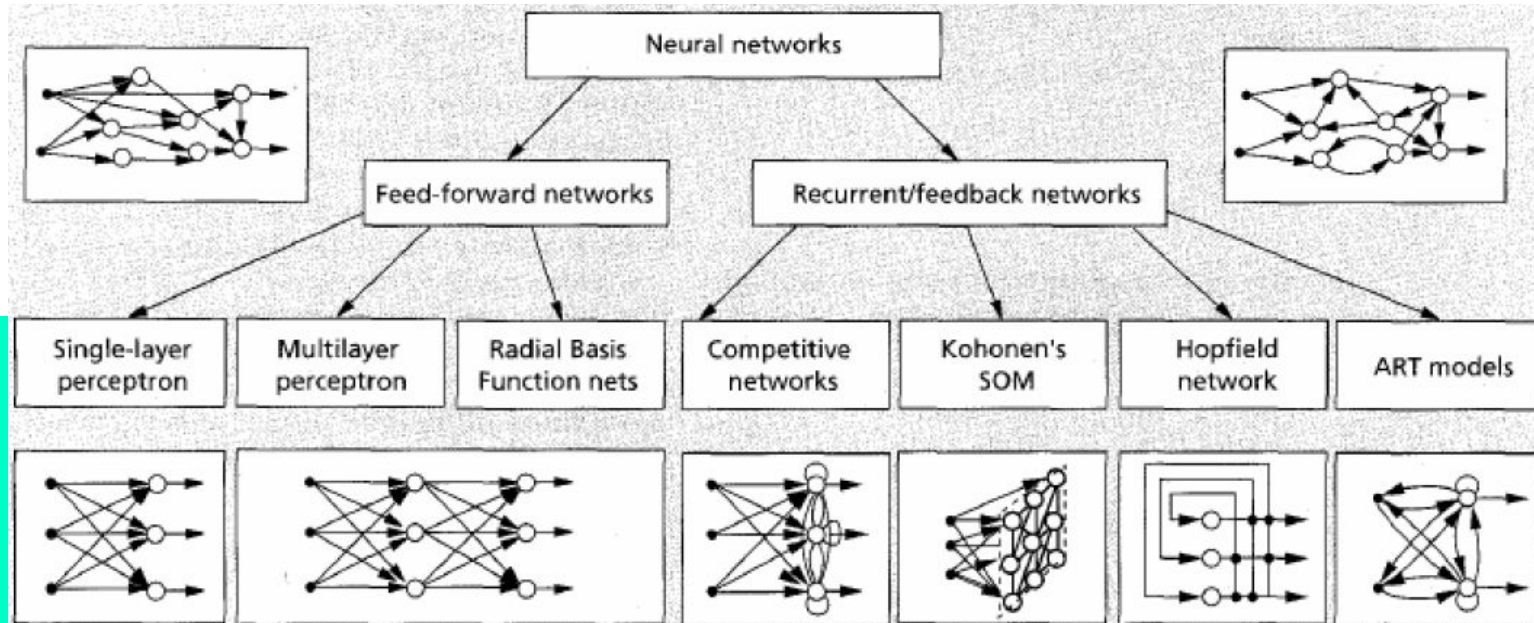 Neural networks
Feed-forward networks
Recurrent/feedback networks
Single-layer
perceptron
Multilayer
perceptron
Radial Basis
Function nets
Competitive
networks
Kohonen's
SOM
Hopfield
network
ART models